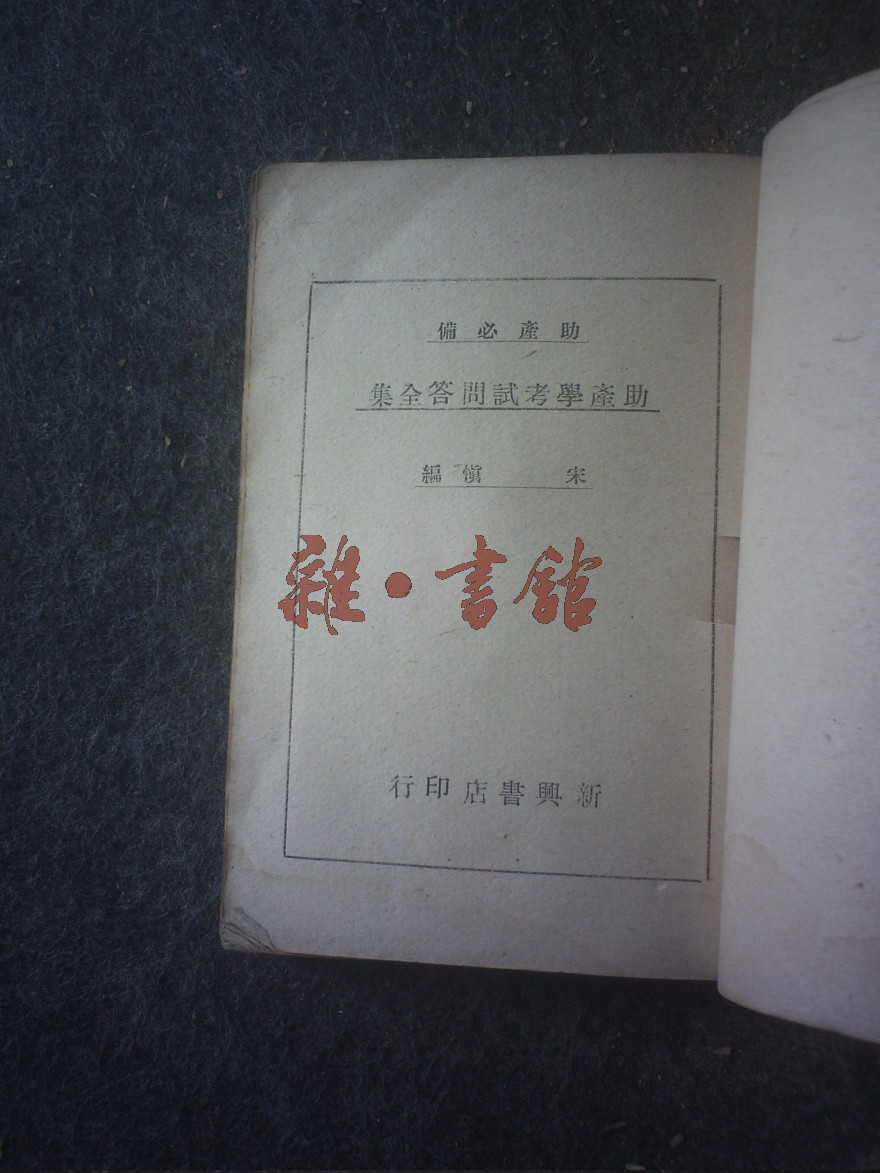 助產必備
助產學考試問答全集
宋慎編
雜·書館
新興書店印行